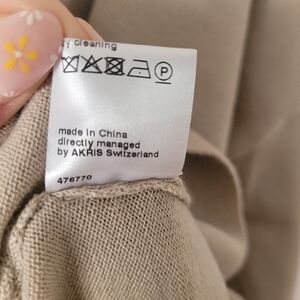 cleaning
P
made in China
directly managed
by AKRIS Switzerland
476770